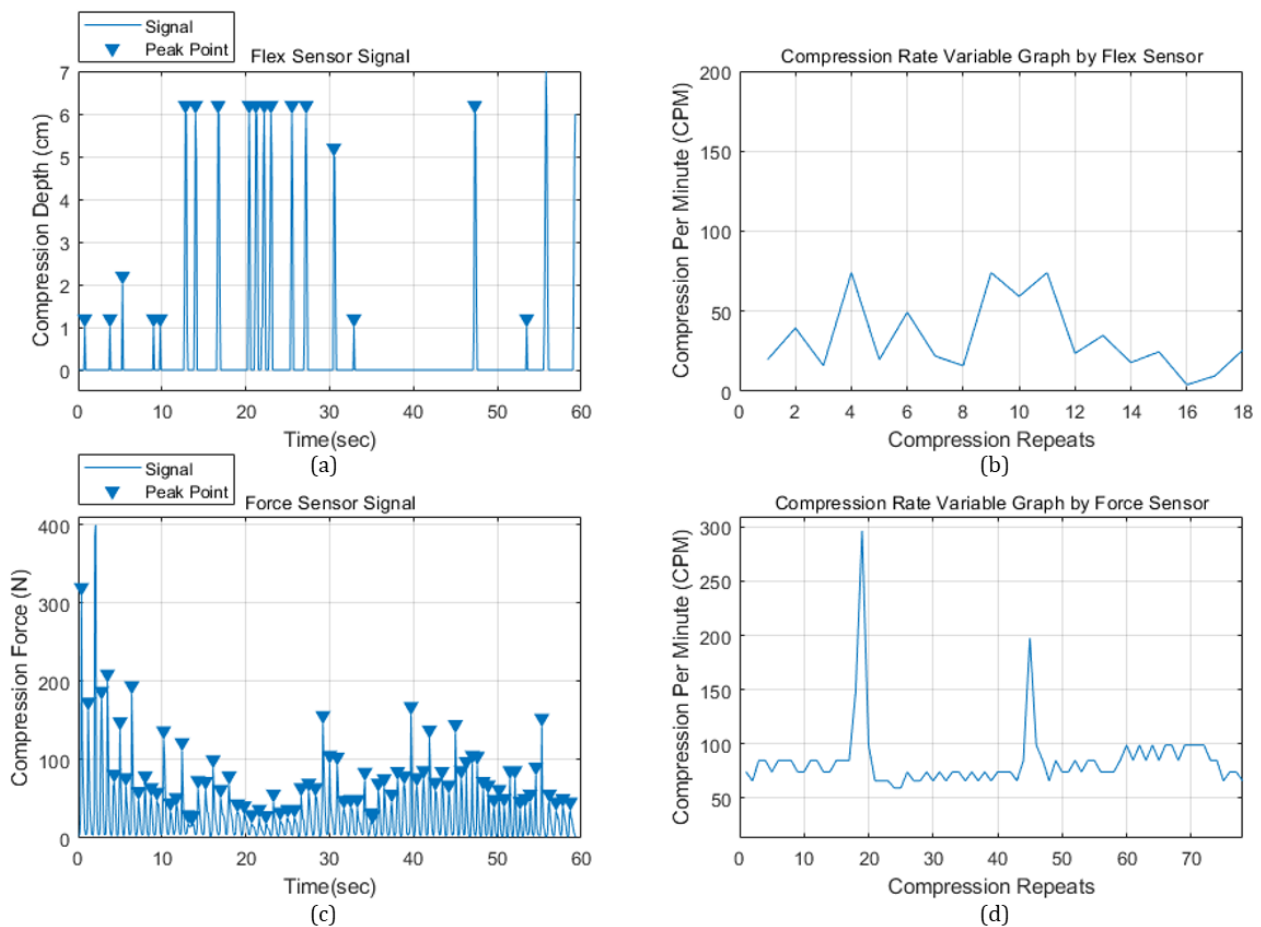 Signal
Peak Point
Flex Sensor Signal
Compression Depth (cm)
7
6
5
4
3
2
1
0
0 10 20 30 40 50 60
Time(sec)
(a)
Compression Rate Variable Graph by Flex Sensor
Compression Per Minute (CPM)
200
150
100
50
0
0 2 4 6 8 10 12 14 16 18
Compression Repeats
(b)
Signal
Peak Point
Force Sensor Signal
Compression Force (N)
400
300
200
100
0
0 10 20 30 40 50 60
Time(sec)
(c)
Compression Rate Variable Graph by Force Sensor
Compression Per Minute (CPM)
300
250
200
150
100
50
0 10 20 30 40 50 60 70
Compression Repeats
(d)